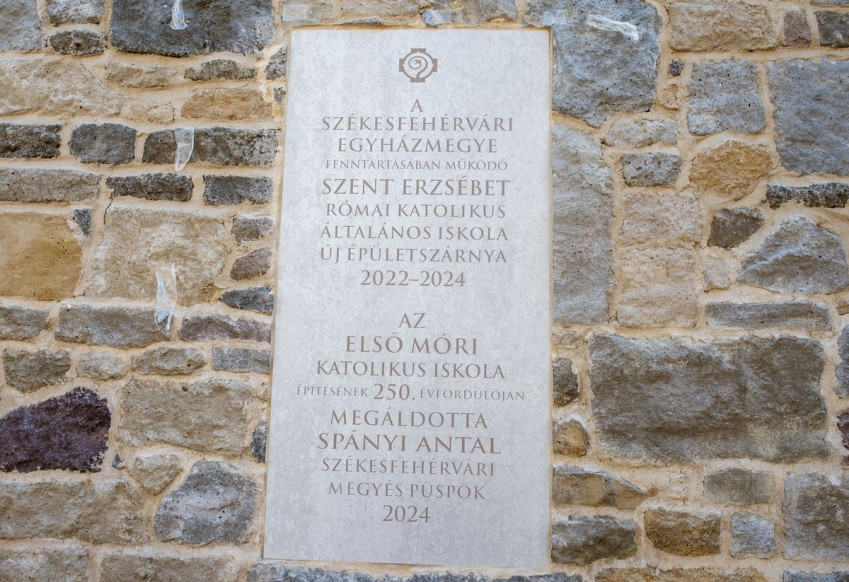 A
SZÉKESFEHÉRVÁRI
EGYHÁZMEGYE
FENNTARTÁSÁBAN MŰKÖDŐ
SZENT ERZSÉBET
RÓMAI KATOLIKUS
ÁLTALÁNOS ISKOLA
ÚJ ÉPÜLETSZÁRNYA
2022–2024
AZ
ELSŐ MÓRI
KATOLIKUS ISKOLA
ÉPÍTÉSÉNEK 250. ÉVFORDULÓJÁN
MEGÁLDOTTA
SPÁNYI ANTAL
SZÉKESFEHÉRVÁRI
MEGYÉS PÜSPÖK
2024